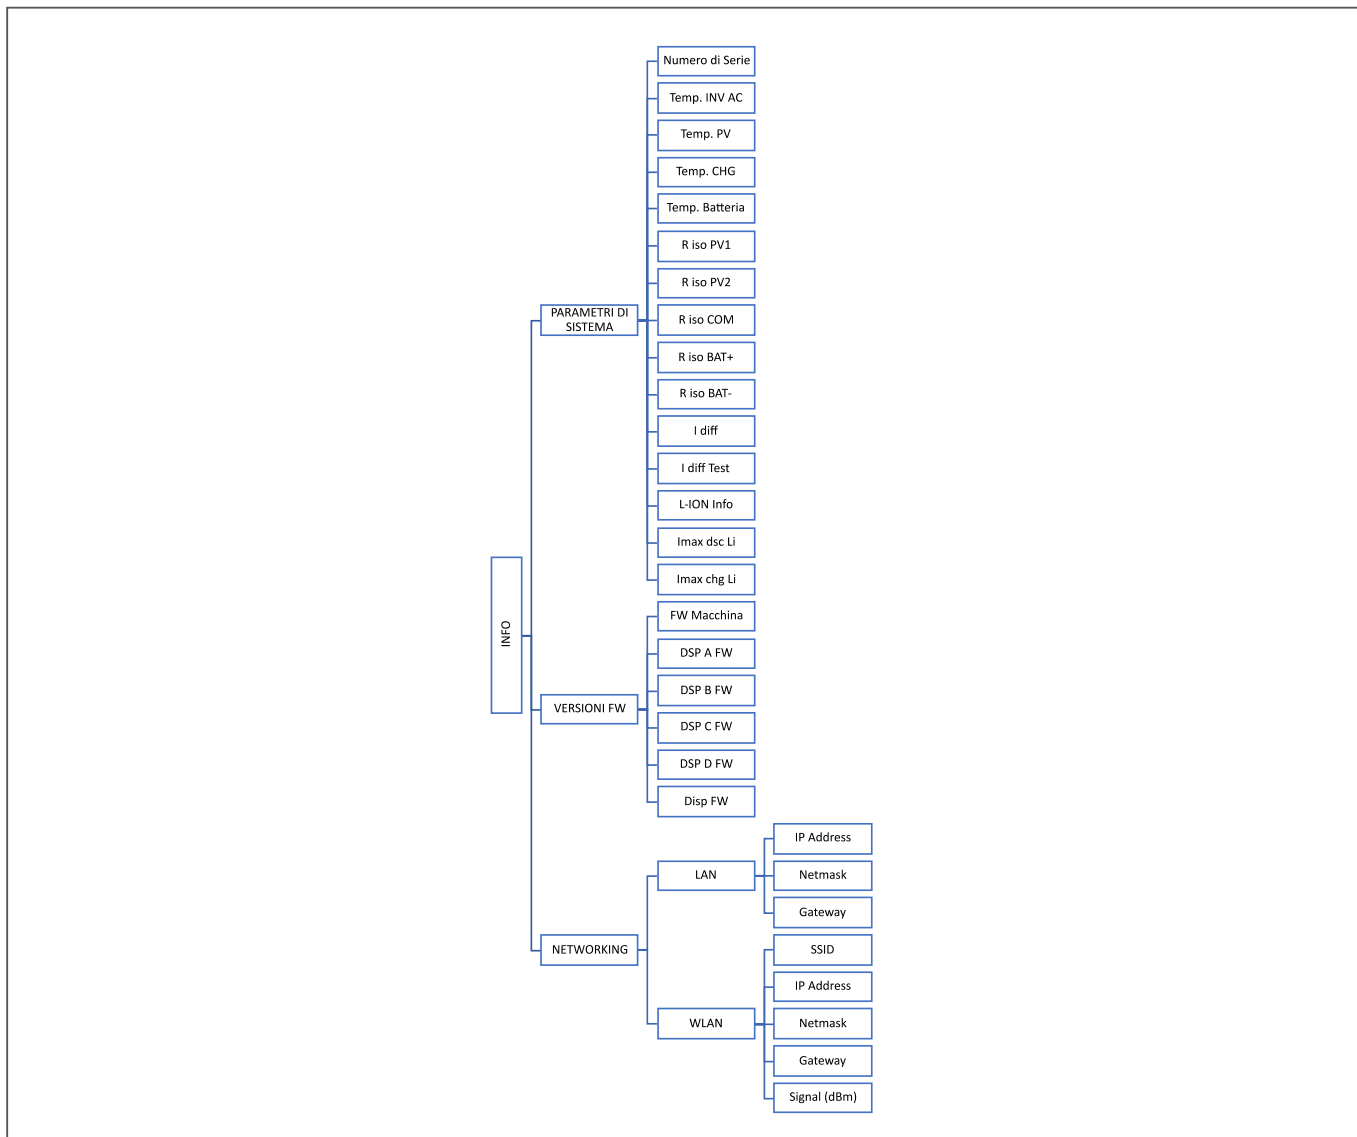 INFO
PARAMETRI DI
SISTEMA
Numero di Serie
Temp. INV AC
Temp. PV
Temp. CHG
Temp. Batteria
R iso PV1
R iso PV2
R iso COM
R iso BAT+
R iso BAT-
I diff
I diff Test
L-ION Info
Imax dsc Li
Imax chg Li
VERSIONI FW
FW Macchina
DSP A FW
DSP B FW
DSP C FW
DSP D FW
Disp FW
NETWORKING
LAN
IP Address
Netmask
Gateway
WLAN
SSID
IP Address
Netmask
Gateway
Signal (dBm)